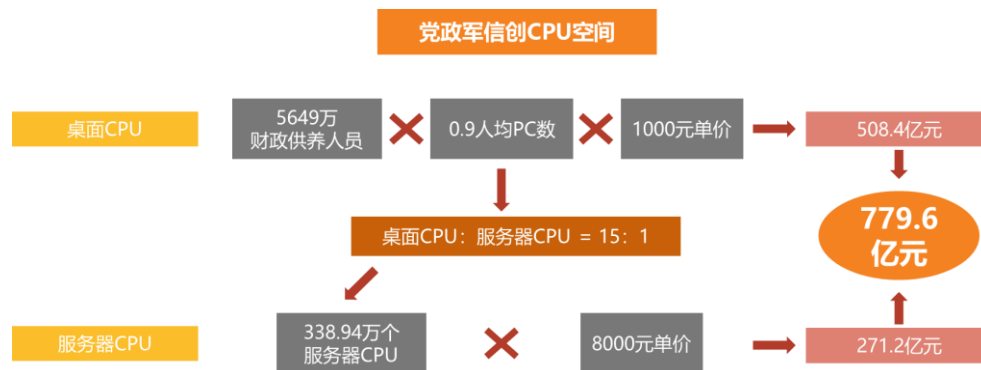 党政军信创CPU空间
桌面CPU
5649万
财政供养人员
0.9人均PC数
1000元单价
508.4亿元
桌面CPU：服务器CPU = 15：1
779.6
亿元
服务器CPU
338.94万个
服务器CPU
8000元单价
271.2亿元